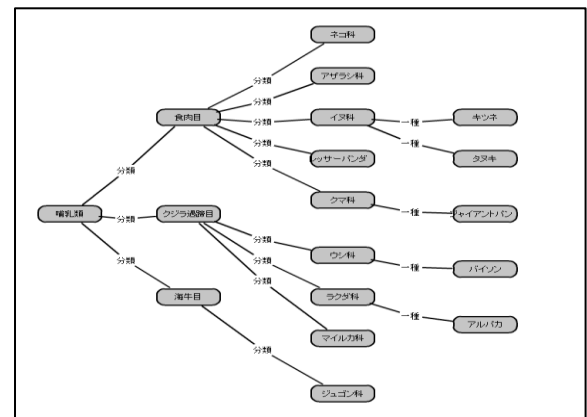 ネコ科
分類
アザラシ科
分類
食肉目
分類
イヌ科
一種
キツネ
分類
レッサーパンダ
一種
タヌキ
分類
クマ科
一種
ジャイアントパン
分類
哺乳類
分類
クジラ偶蹄目
分類
ウシ科
一種
バイソン
分類
ラクダ科
一種
アルパカ
分類
マイルカ科
分類
海牛目
分類
ジュゴン科